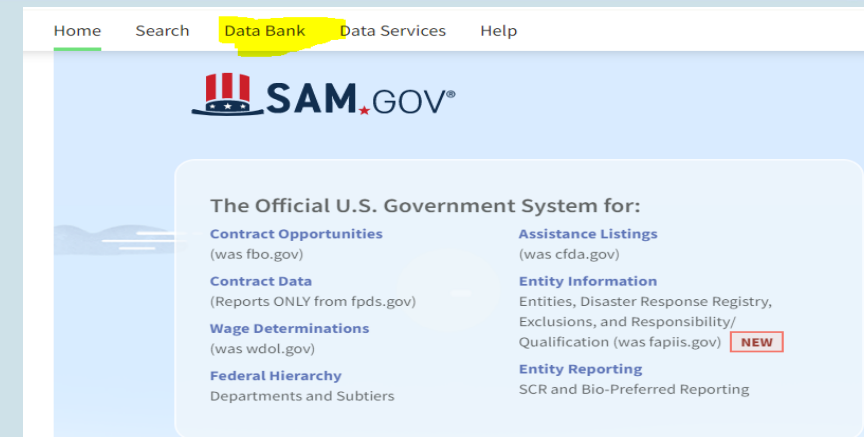 Home Search Data Bank Data Services Help
SAM.GOV®
The Official U.S. Government System for:
Contract Opportunities
(was fbo.gov)
Contract Data
(Reports ONLY from fpds.gov)
Wage Determinations
(was wdol.gov)
Federal Hierarchy
Departments and Subtiers
Assistance Listings
(was cfda.gov)
Entity Information
Entities, Disaster Response Registry,
Exclusions, and Responsibility/
Qualification (was fapiis.gov) NEW
Entity Reporting
SCR and Bio-Preferred Reporting